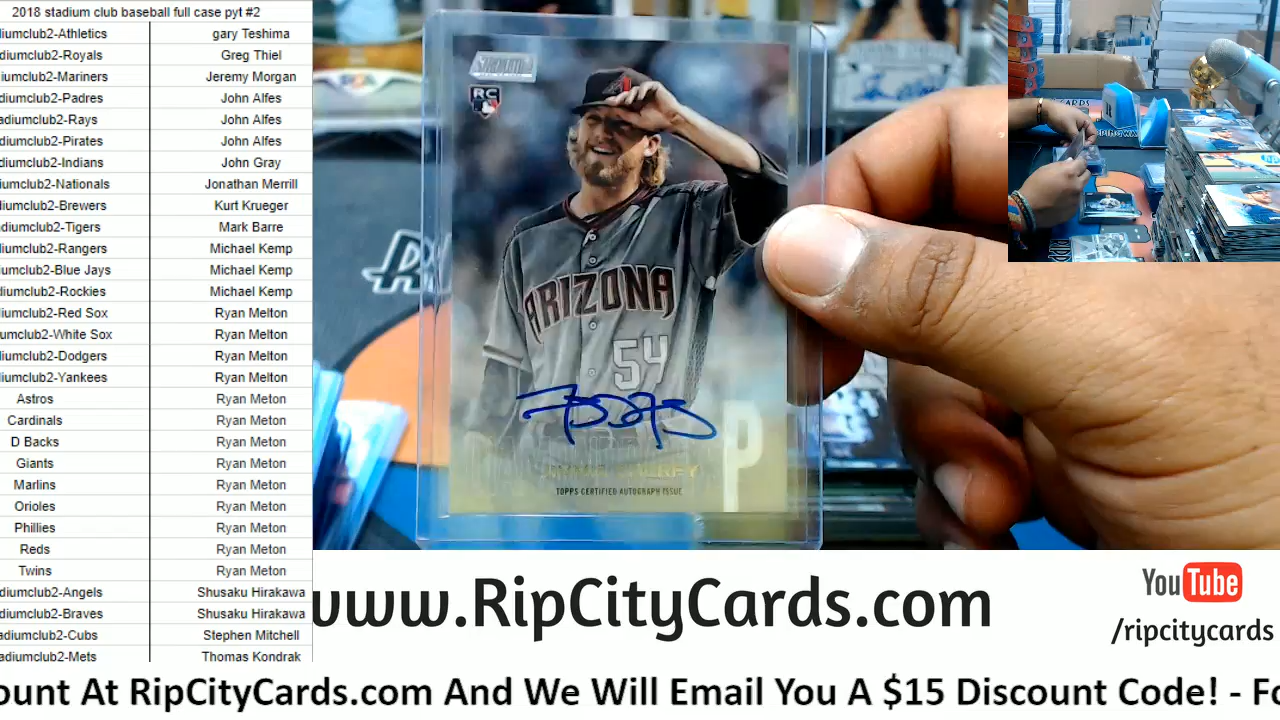 2018 stadium club baseball full case pyt #2
diumclub2-Athletics gary Teshima
diumclub2-Royals Greg Thiel
diumclub2-Mariners Jeremy Morgan
diumclub2-Padres John Alfes
adiumclub2-Rays John Alfes
diumclub2-Pirates John Alfes
diumclub2-Indians John Gray
iumclub2-Nationals Jonathan Merrill
iumclub2-Brewers Kurt Krueger
adiumclub2-Tigers Mark Barre
iumclub2-Rangers Michael Kemp
iumclub2-Blue Jays Michael Kemp
iumclub2-Rockies Michael Kemp
iumclub2-Red Sox Ryan Melton
umclub2-White Sox Ryan Melton
iumclub2-Dodgers Ryan Melton
iumclub2-Yankees Ryan Melton
Astros Ryan Meton
Cardinals Ryan Meton
D Backs Ryan Meton
Giants Ryan Meton
Marlins Ryan Meton
Orioles Ryan Meton
Phillies Ryan Meton
Reds Ryan Meton
Twins Ryan Meton
diumclub2-Angels Shusaku Hirakawa
diumclub2-Braves Shusaku Hirakawa
adiumclub2-Cubs Stephen Mitchell
adiumclub2-Mets Thomas Kondrak
RC
ARIZONA
54
P
TOPPS CERTIFIED AUTOGRAPH ISSUE
CARDS
www.RipCityCards.com
YouTube
/ripcitycards
ount At RipCityCards.com And We Will Email You A $15 Discount Code! - Fo